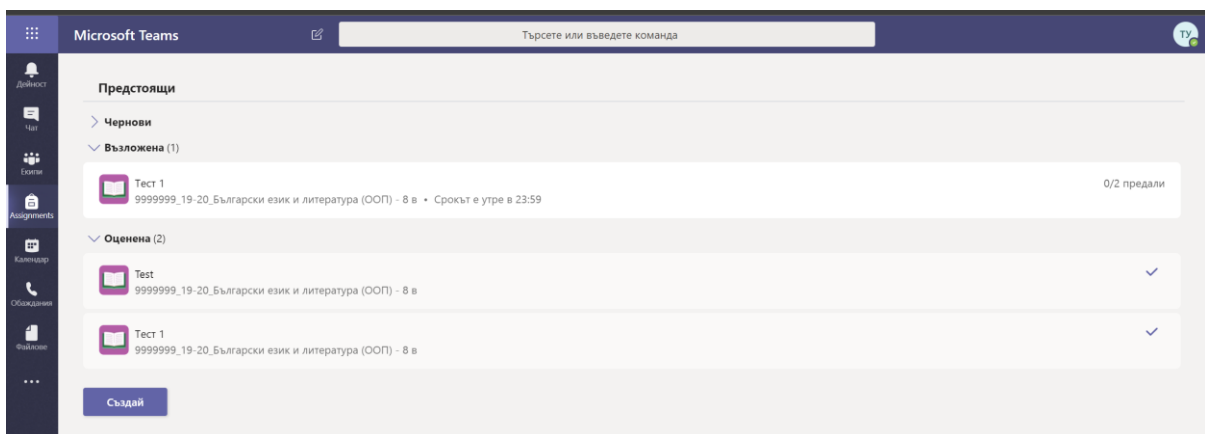 Microsoft Teams
Търсете или въведете команда
ТУ
Дейност
Чат
Екипи
Assignments
Календар
Обаждания
Файлове
Предстоящи
Чернови
Възложена (1)
Тест 1
0/2 предали
9999999_19-20_Български език и литература (ООП) - 8 в • Срокът е утре в 23:59
Оценена (2)
Test
9999999_19-20_Български език и литература (ООП) - 8 в
Тест 1
9999999_19-20_Български език и литература (ООП) - 8 в
Създай